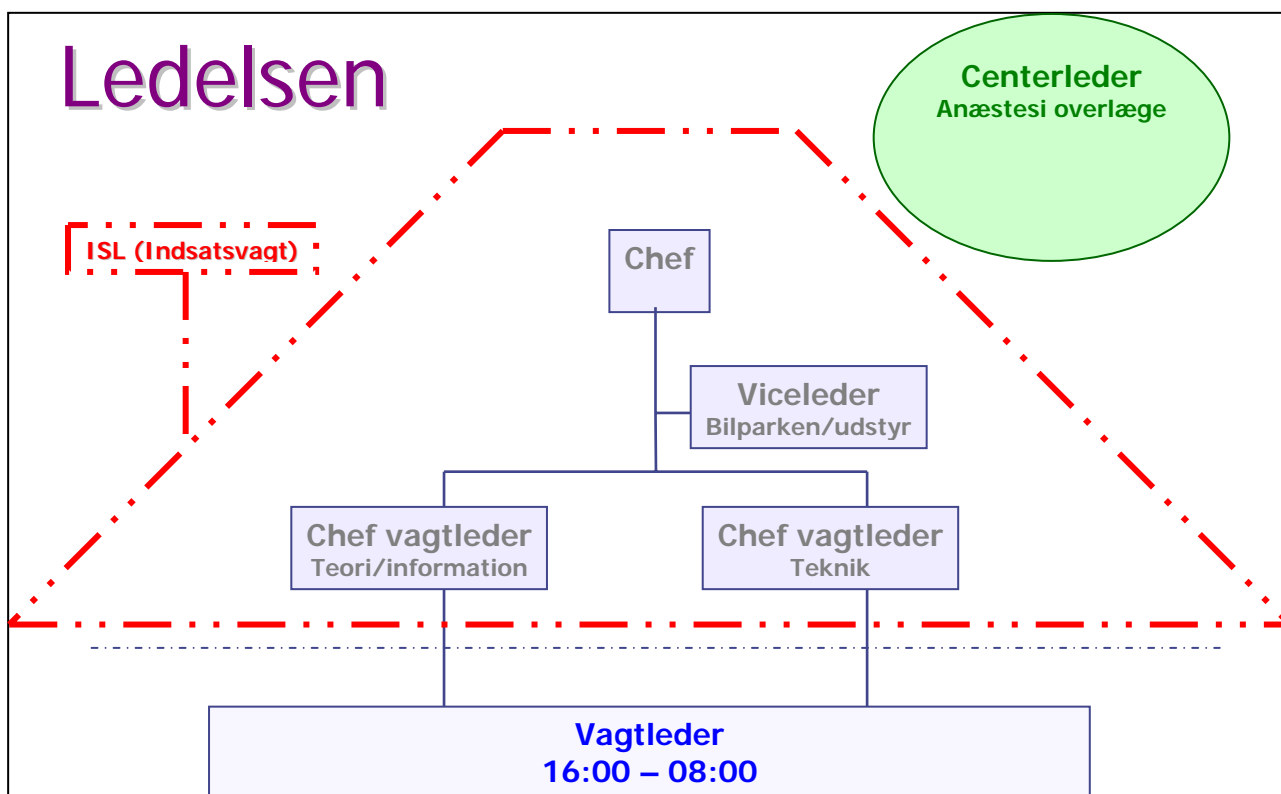 Ledelsen
Centerleder
Anæstesi overlæge
ISL (Indsatsvagt)
Chef
Viceleder
Bilparken/udstyr
Chef vagtleder
Teori/information
Chef vagtleder
Teknik
Vagtleder
16:00 – 08:00